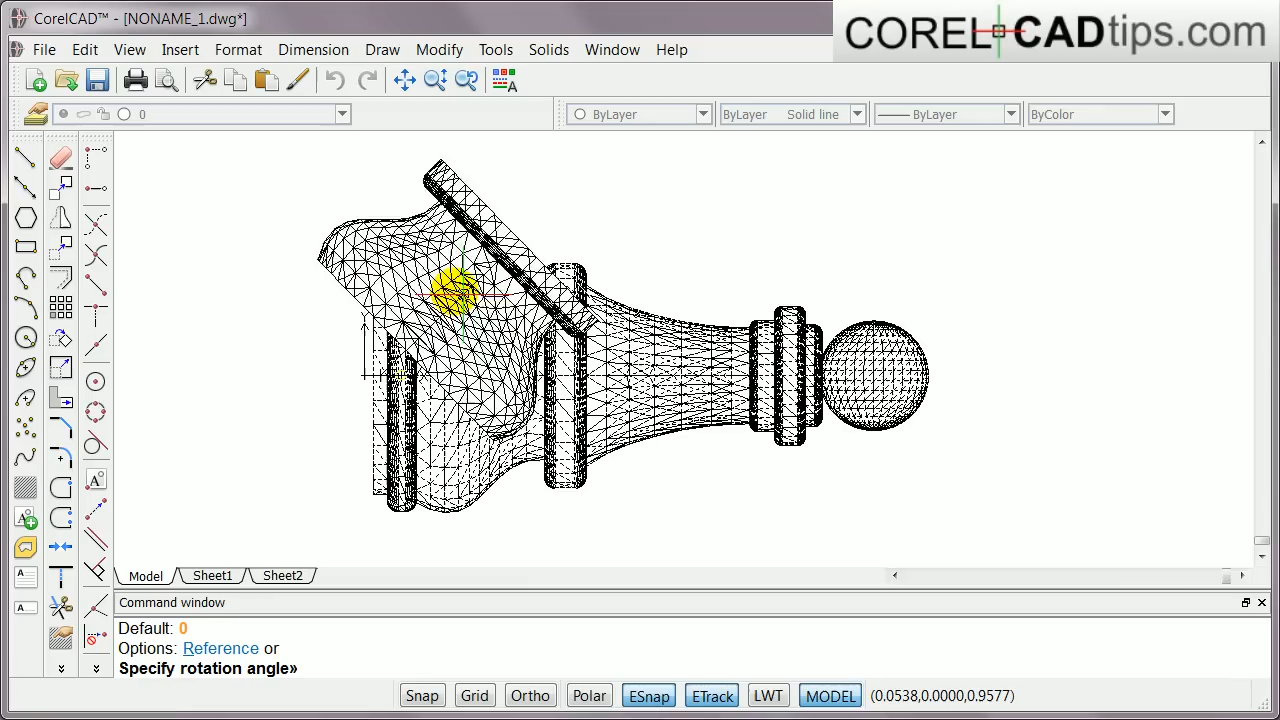 CorelCAD™ - [NONAME_1.dwg*]
COREL CADtips.com
File Edit View Insert Format Dimension Draw Modify Tools Solids Window Help
0 ByLayer ByLayer Solid line ByLayer ByColor
Model Sheet1 Sheet2
Command window
Default: 0
Options: Reference or
Specify rotation angle»
Snap Grid Ortho Polar ESnap ETrack LWT MODEL (0.0538,0.0000,0.9577)